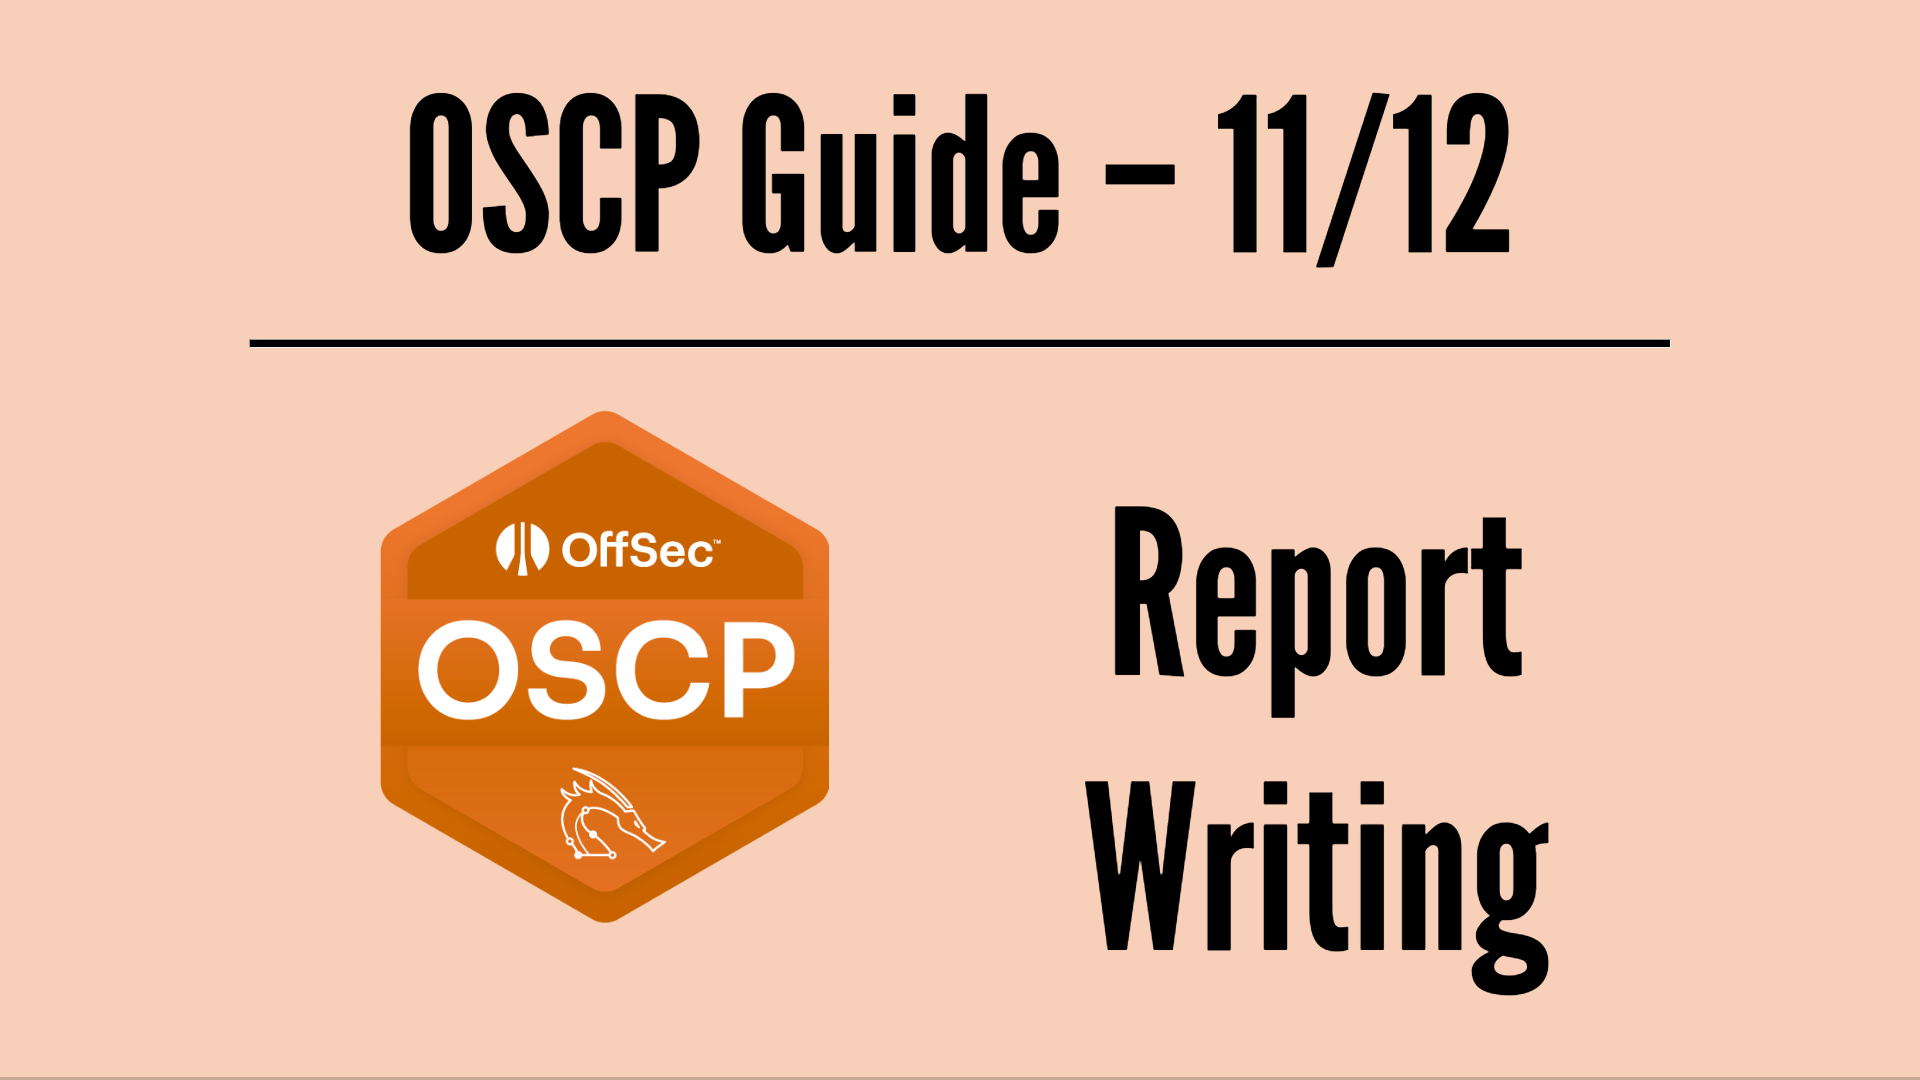 OSCP Guide – 11/12
OffSec™
OSCP
Report
Writing